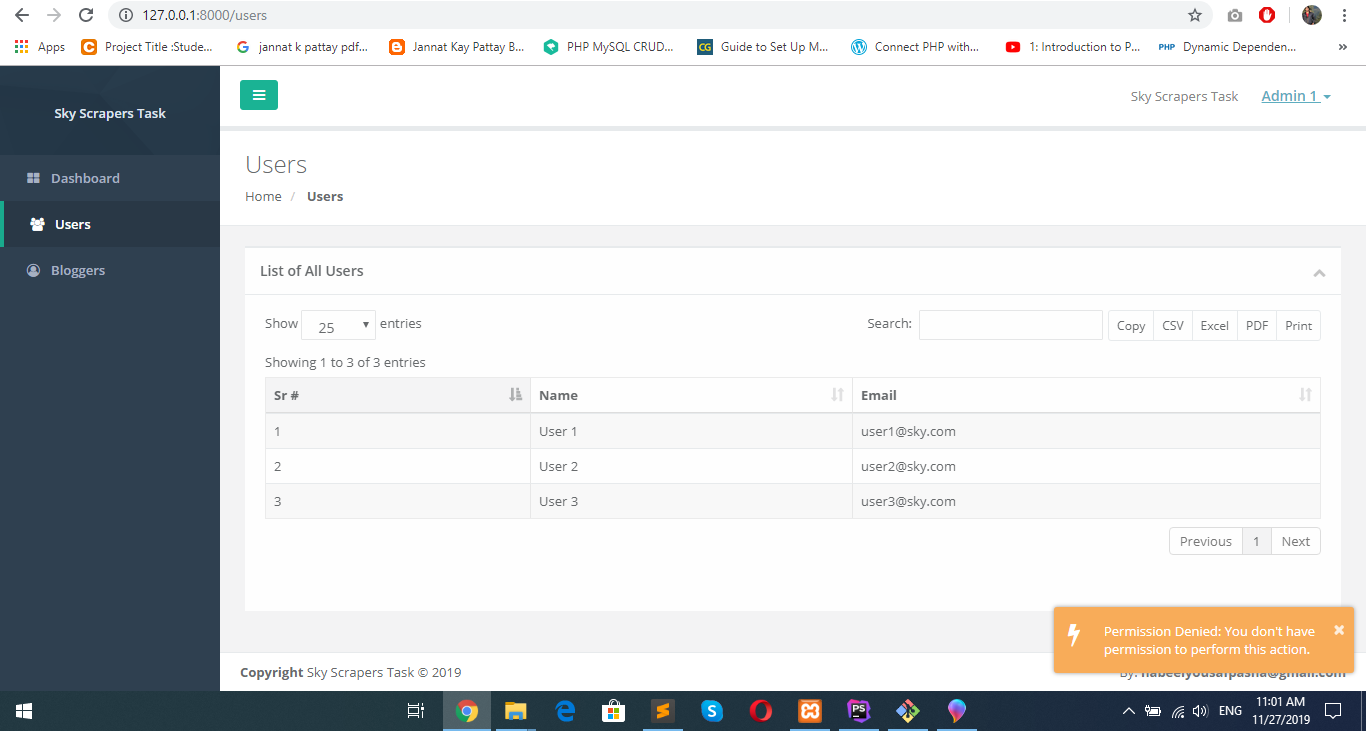 127.0.0.1:8000/users
Apps
Project Title :Stude...
jannat k pattay pdf...
Jannat Kay Pattay B...
PHP MySQL CRUD...
CG Guide to Set Up M...
Connect PHP with...
1: Introduction to P...
PHP Dynamic Dependen...
»
Sky Scrapers Task
Sky Scrapers Task
Admin 1
Dashboard
Users
Bloggers
Users
Home / Users
List of All Users
Show 25 entries
Search:
Copy CSV Excel PDF Print
Showing 1 to 3 of 3 entries
Sr # Name Email
1 User 1 user1@sky.com
2 User 2 user2@sky.com
3 User 3 user3@sky.com
Previous 1 Next
Permission Denied: You don't have
permission to perform this action.
×
Copyright Sky Scrapers Task © 2019
PS
ENG
11:01 AM
11/27/2019